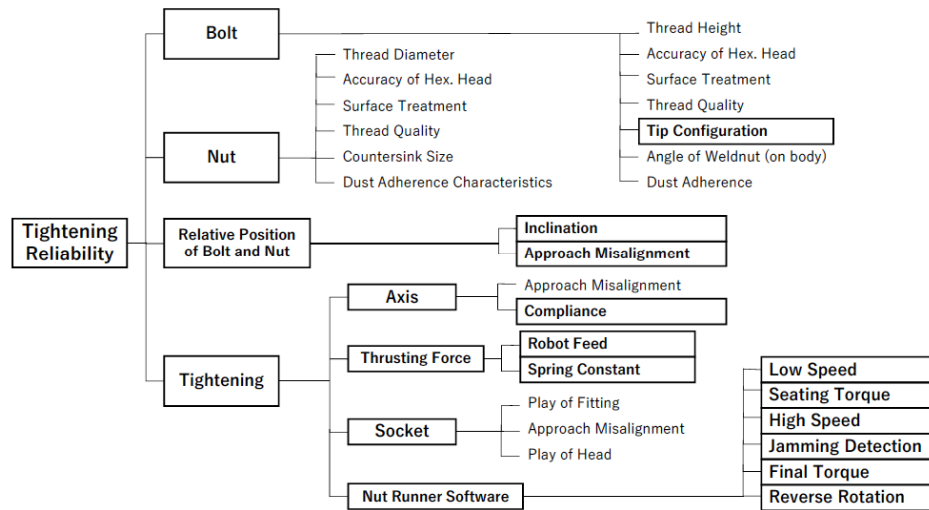 Tightening
Reliability
Bolt
Thread Height
Accuracy of Hex. Head
Surface Treatment
Thread Quality
Tip Configuration
Angle of Weldnut (on body)
Dust Adherence
Nut
Thread Diameter
Accuracy of Hex. Head
Surface Treatment
Thread Quality
Countersink Size
Dust Adherence Characteristics
Relative Position
of Bolt and Nut
Inclination
Approach Misalignment
Tightening
Axis
Approach Misalignment
Compliance
Thrusting Force
Robot Feed
Spring Constant
Socket
Play of Fitting
Approach Misalignment
Play of Head
Nut Runner Software
Low Speed
Seating Torque
High Speed
Jamming Detection
Final Torque
Reverse Rotation